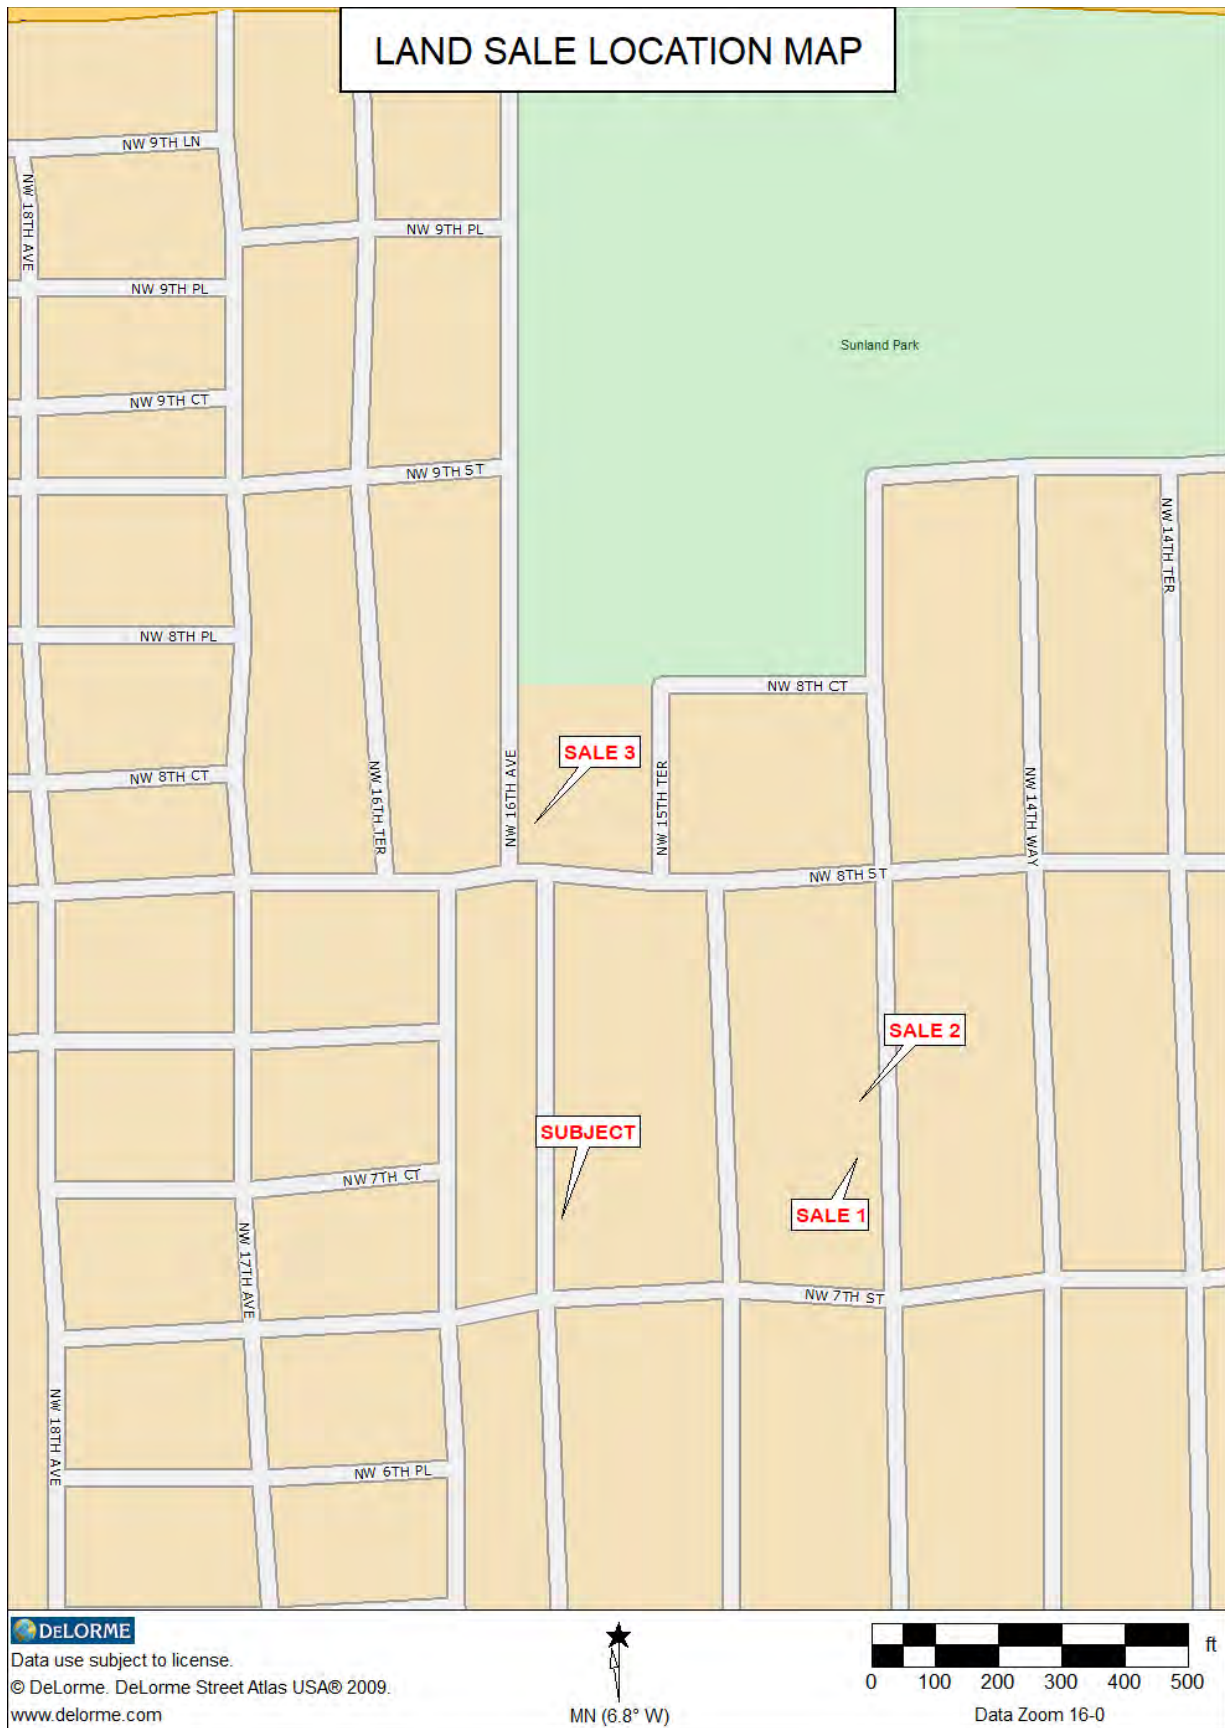 LAND SALE LOCATION MAP
NW 9TH LN
NW 18TH AVE
NW 9TH PL
NW 9TH PL
Sunland Park
NW 9TH CT
NW 9TH ST
NW 14TH TER
NW 8TH PL
NW 8TH CT
SALE 3
NW 8TH CT
NW 16TH TER
NW 16TH AVE
NW 15TH TER
NW 14TH WAY
NW 8TH ST
SALE 2
SUBJECT
NW 7TH CT
SALE 1
NW 17TH AVE
NW 7TH ST
NW 18TH AVE
NW 6TH PL
DELORME
Data use subject to license.
© DeLorme. DeLorme Street Atlas USA® 2009.
www.delorme.com
MN (6.8° W)
ft
0 100 200 300 400 500
Data Zoom 16-0